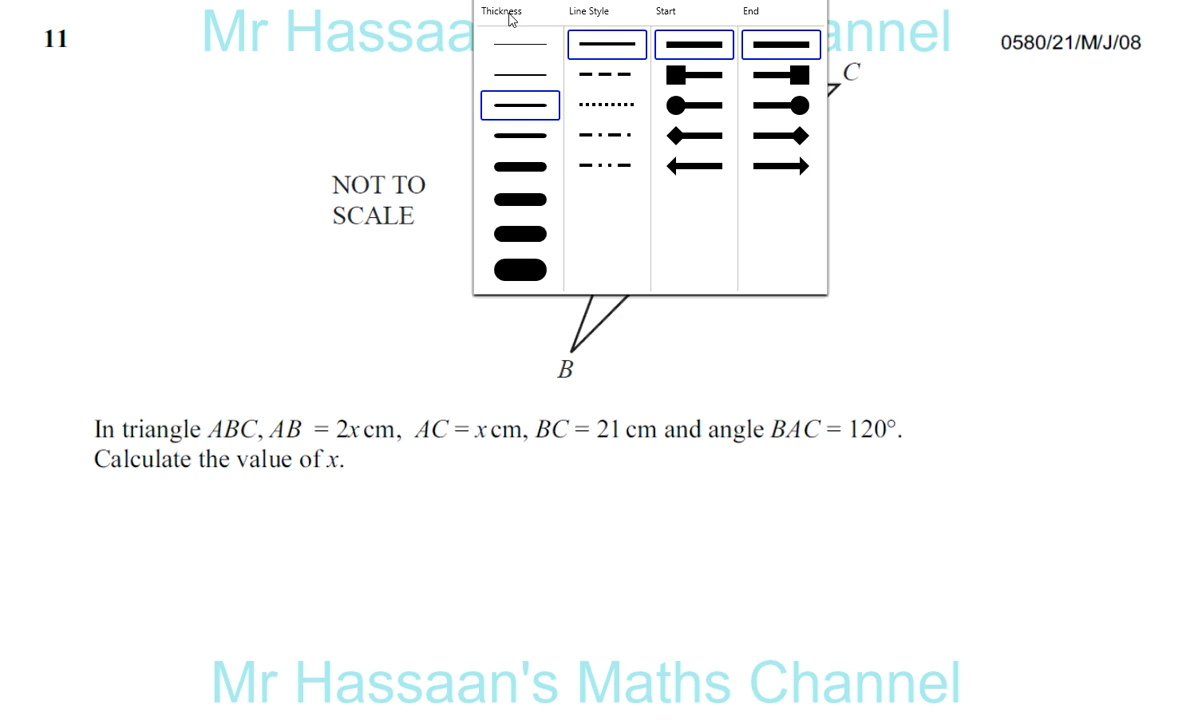 Thickness Line Style Start End
11 Mr Hassaa annel 0580/21/M/J/08
C
NOT TO
SCALE
B
In triangle ABC, AB = 2x cm, AC = x cm, BC = 21 cm and angle BAC = 120°.
Calculate the value of x.
Mr Hassaan's Maths Channel